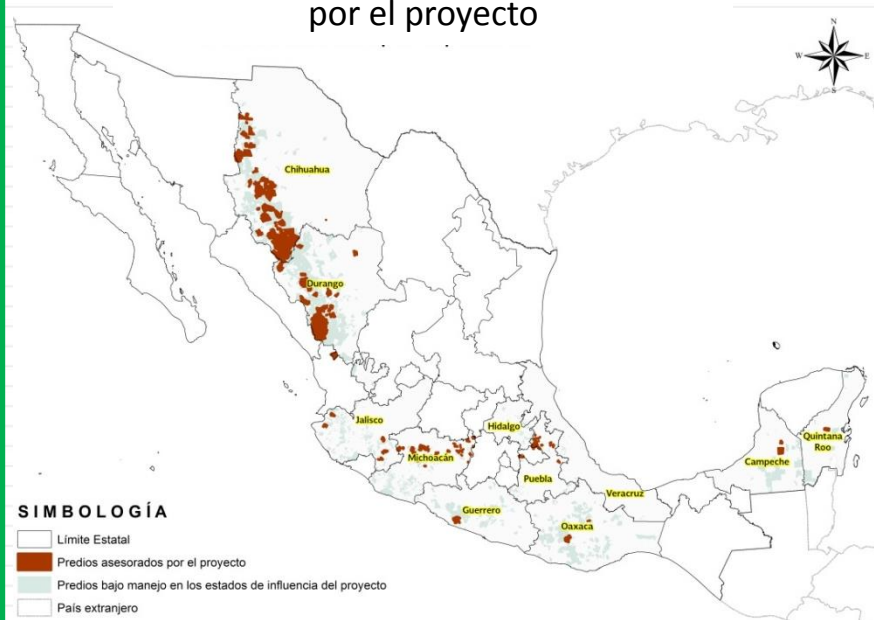 por el proyecto
N
W E
S
Chihuahua
Durango
Jalisco
Hidalgo
Michoacán
Puebla
Veracruz
Guerrero
Oaxaca
Campeche
Quintana
Roo
SIMBOLOGÍA
Límite Estatal
Predios asesorados por el proyecto
Predios bajo manejo en los estados de influencia del proyecto
País extranjero